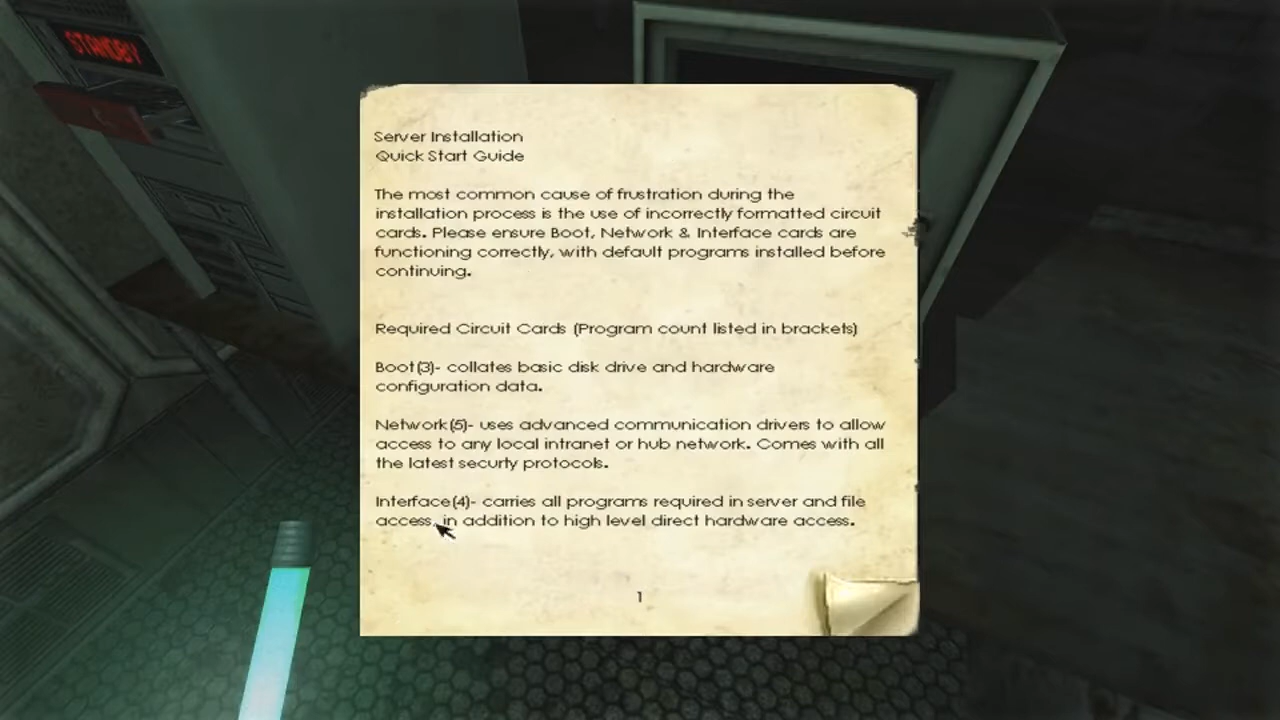 STANDBY
Server Installation
Quick Start Guide
The most common cause of frustration during the
installation process is the use of incorrectly formatted circuit
cards. Please ensure Boot, Network & Interface cards are
functioning correctly, with default programs installed before
continuing.
Required Circuit Cards (Program count listed in brackets)
Boot(3)- collates basic disk drive and hardware
configuration data.
Network(5)- uses advanced communication drivers to allow
access to any local intranet or hub network. Comes with all
the latest securty protocols.
Interface(4)- carries all programs required in server and file
access, in addition to high level direct hardware access.
1